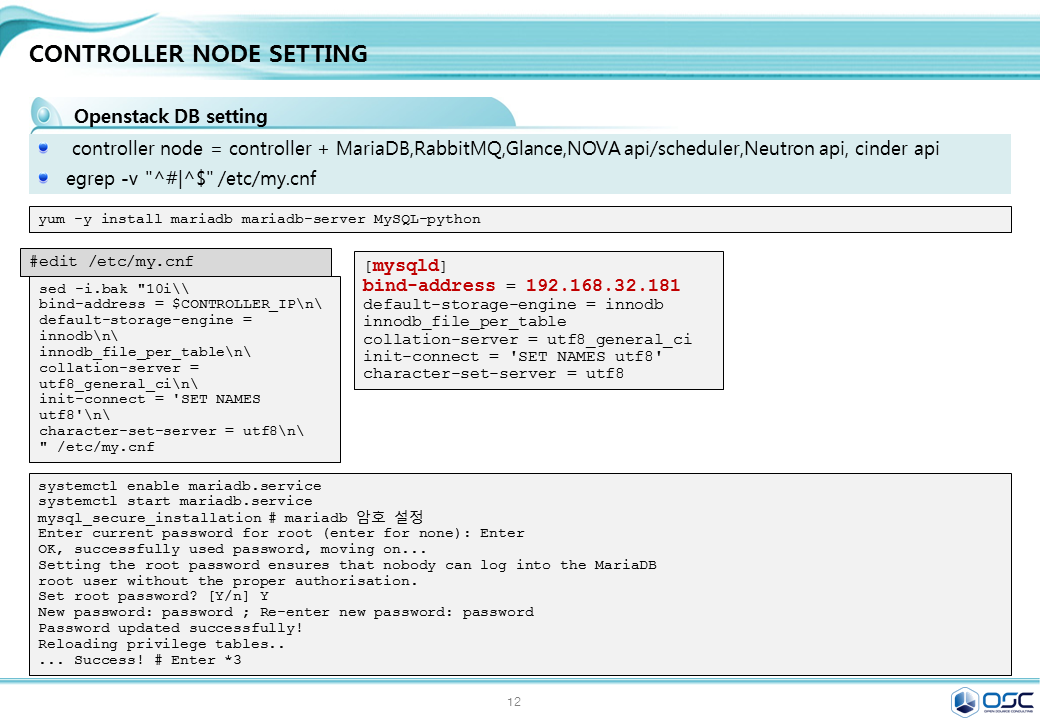 CONTROLLER NODE SETTING
Openstack DB setting
controller node = controller + MariaDB,RabbitMQ,Glance,NOVA api/scheduler,Neutron api, cinder api
egrep -v "^#|^$" /etc/my.cnf
yum -y install mariadb mariadb-server MySQL-python
#edit /etc/my.cnf
sed -i.bak "10i\\
bind-address = $CONTROLLER_IP\n\
default-storage-engine =
innodb\n\
innodb_file_per_table\n\
collation-server =
utf8_general_ci\n\
init-connect = 'SET NAMES
utf8'\n\
character-set-server = utf8\n\
" /etc/my.cnf
[mysqld]
bind-address = 192.168.32.181
default-storage-engine = innodb
innodb_file_per_table
collation-server = utf8_general_ci
init-connect = 'SET NAMES utf8'
character-set-server = utf8
systemctl enable mariadb.service
systemctl start mariadb.service
mysql_secure_installation # mariadb 암호 설정
Enter current password for root (enter for none): Enter
OK, successfully used password, moving on...
Setting the root password ensures that nobody can log into the MariaDB
root user without the proper authorisation.
Set root password? [Y/n] Y
New password: password ; Re-enter new password: password
Password updated successfully!
Reloading privilege tables..
... Success! # Enter *3
12
OSC
OPEN SOURCE CONSULTING